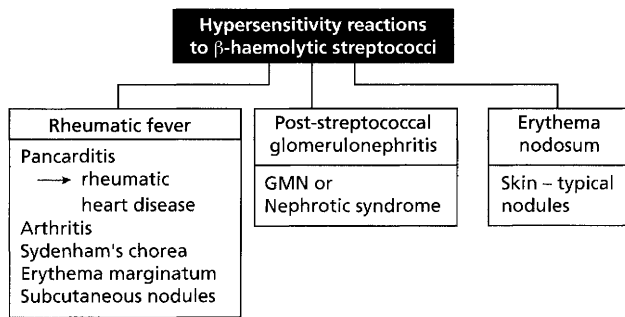 Hypersensitivity reactions
to β-haemolytic streptococci
Rheumatic fever
Pancarditis
→ rheumatic
heart disease
Arthritis
Sydenham's chorea
Erythema marginatum
Subcutaneous nodules
Post-streptococcal
glomerulonephritis
GMN or
Nephrotic syndrome
Erythema
nodosum
Skin – typical
nodules